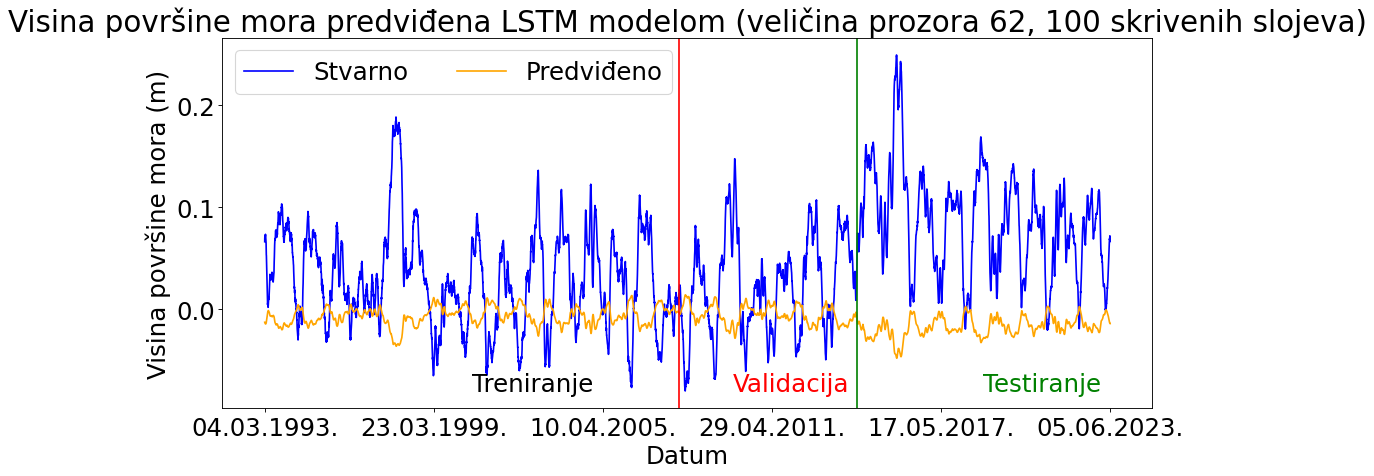 Visina površine mora predviđena LSTM modelom (veličina prozora 62, 100 skrivenih slojeva)
Stvarno
Predviđeno
Visina površine mora (m)
0.2
0.1
0.0
Treniranje
Validacija
Testiranje
04.03.1993.
23.03.1999.
10.04.2005.
29.04.2011.
17.05.2017.
05.06.2023.
Datum